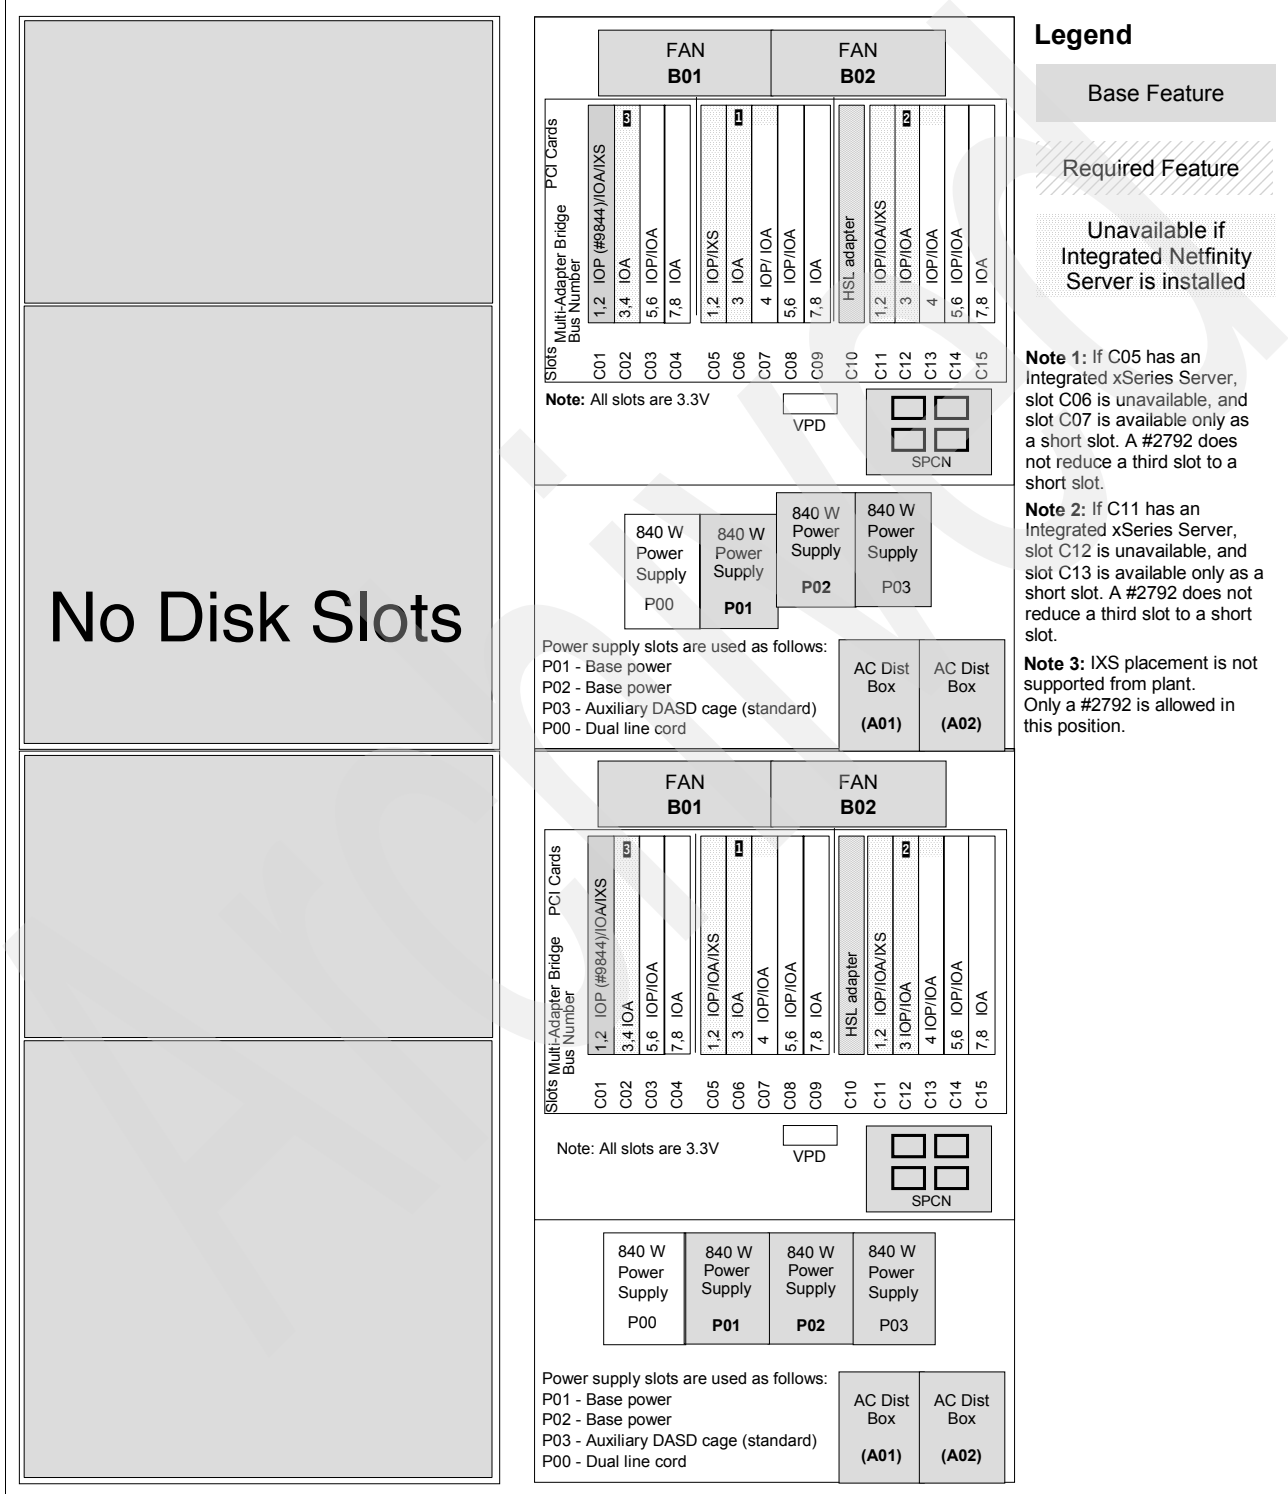 No Disk Slots
FAN
B01
FAN
B02
Slots
Multi-Adapter Bridge
Bus Number
PCI Cards
1,2 IOP (#9844)/IOA/IXS
3,4 IOA
3
5,6 IOP/IOA
7,8 IOA
1,2 IOP/IXS
3 IOA
1
4 IOP/ IOA
5,6 IOP/IOA
7,8 IOA
HSL adapter
1,2 IOP/IOA/IXS
3 IOP/IOA
2
4 IOP/IOA
5,6 IOP/IOA
7,8 IOA
C01 C02 C03 C04 C05 C06 C07 C08 C09 C10 C11 C12 C13 C14 C15
Note: All slots are 3.3V
VPD
SPCN
840 W
Power
Supply
P00
840 W
Power
Supply
P01
840 W
Power
Supply
P02
840 W
Power
Supply
P03
Power supply slots are used as follows:
P01 - Base power
P02 - Base power
P03 - Auxiliary DASD cage (standard)
P00 - Dual line cord
AC Dist
Box
(A01)
AC Dist
Box
(A02)
FAN
B01
FAN
B02
Slots
Multi-Adapter Bridge
Bus Number
PCI Cards
1,2 IOP (#9844)/IOA/IXS
3,4 IOA
3
5,6 IOP/IOA
7,8 IOA
1,2 IOP/IOA/IXS
3 IOA
1
4 IOP/IOA
5,6 IOP/IOA
7,8 IOA
HSL adapter
1,2 IOP/IOA/IXS
3 IOP/IOA
2
4 IOP/IOA
5,6 IOP/IOA
7,8 IOA
C01 C02 C03 C04 C05 C06 C07 C08 C09 C10 C11 C12 C13 C14 C15
Note: All slots are 3.3V
VPD
SPCN
840 W
Power
Supply
P00
840 W
Power
Supply
P01
840 W
Power
Supply
P02
840 W
Power
Supply
P03
Power supply slots are used as follows:
P01 - Base power
P02 - Base power
P03 - Auxiliary DASD cage (standard)
P00 - Dual line cord
AC Dist
Box
(A01)
AC Dist
Box
(A02)
Legend
Base Feature
Required Feature
Unavailable if
Integrated Netfinity
Server is installed
Note 1: If C05 has an
Integrated xSeries Server,
slot C06 is unavailable, and
slot C07 is available only as
a short slot. A #2792 does
not reduce a third slot to a
short slot.
Note 2: If C11 has an
Integrated xSeries Server,
slot C12 is unavailable, and
slot C13 is available only as a
short slot. A #2792 does not
reduce a third slot to a short
slot.
Note 3: IXS placement is not
supported from plant.
Only a #2792 is allowed in
this position.
Archived